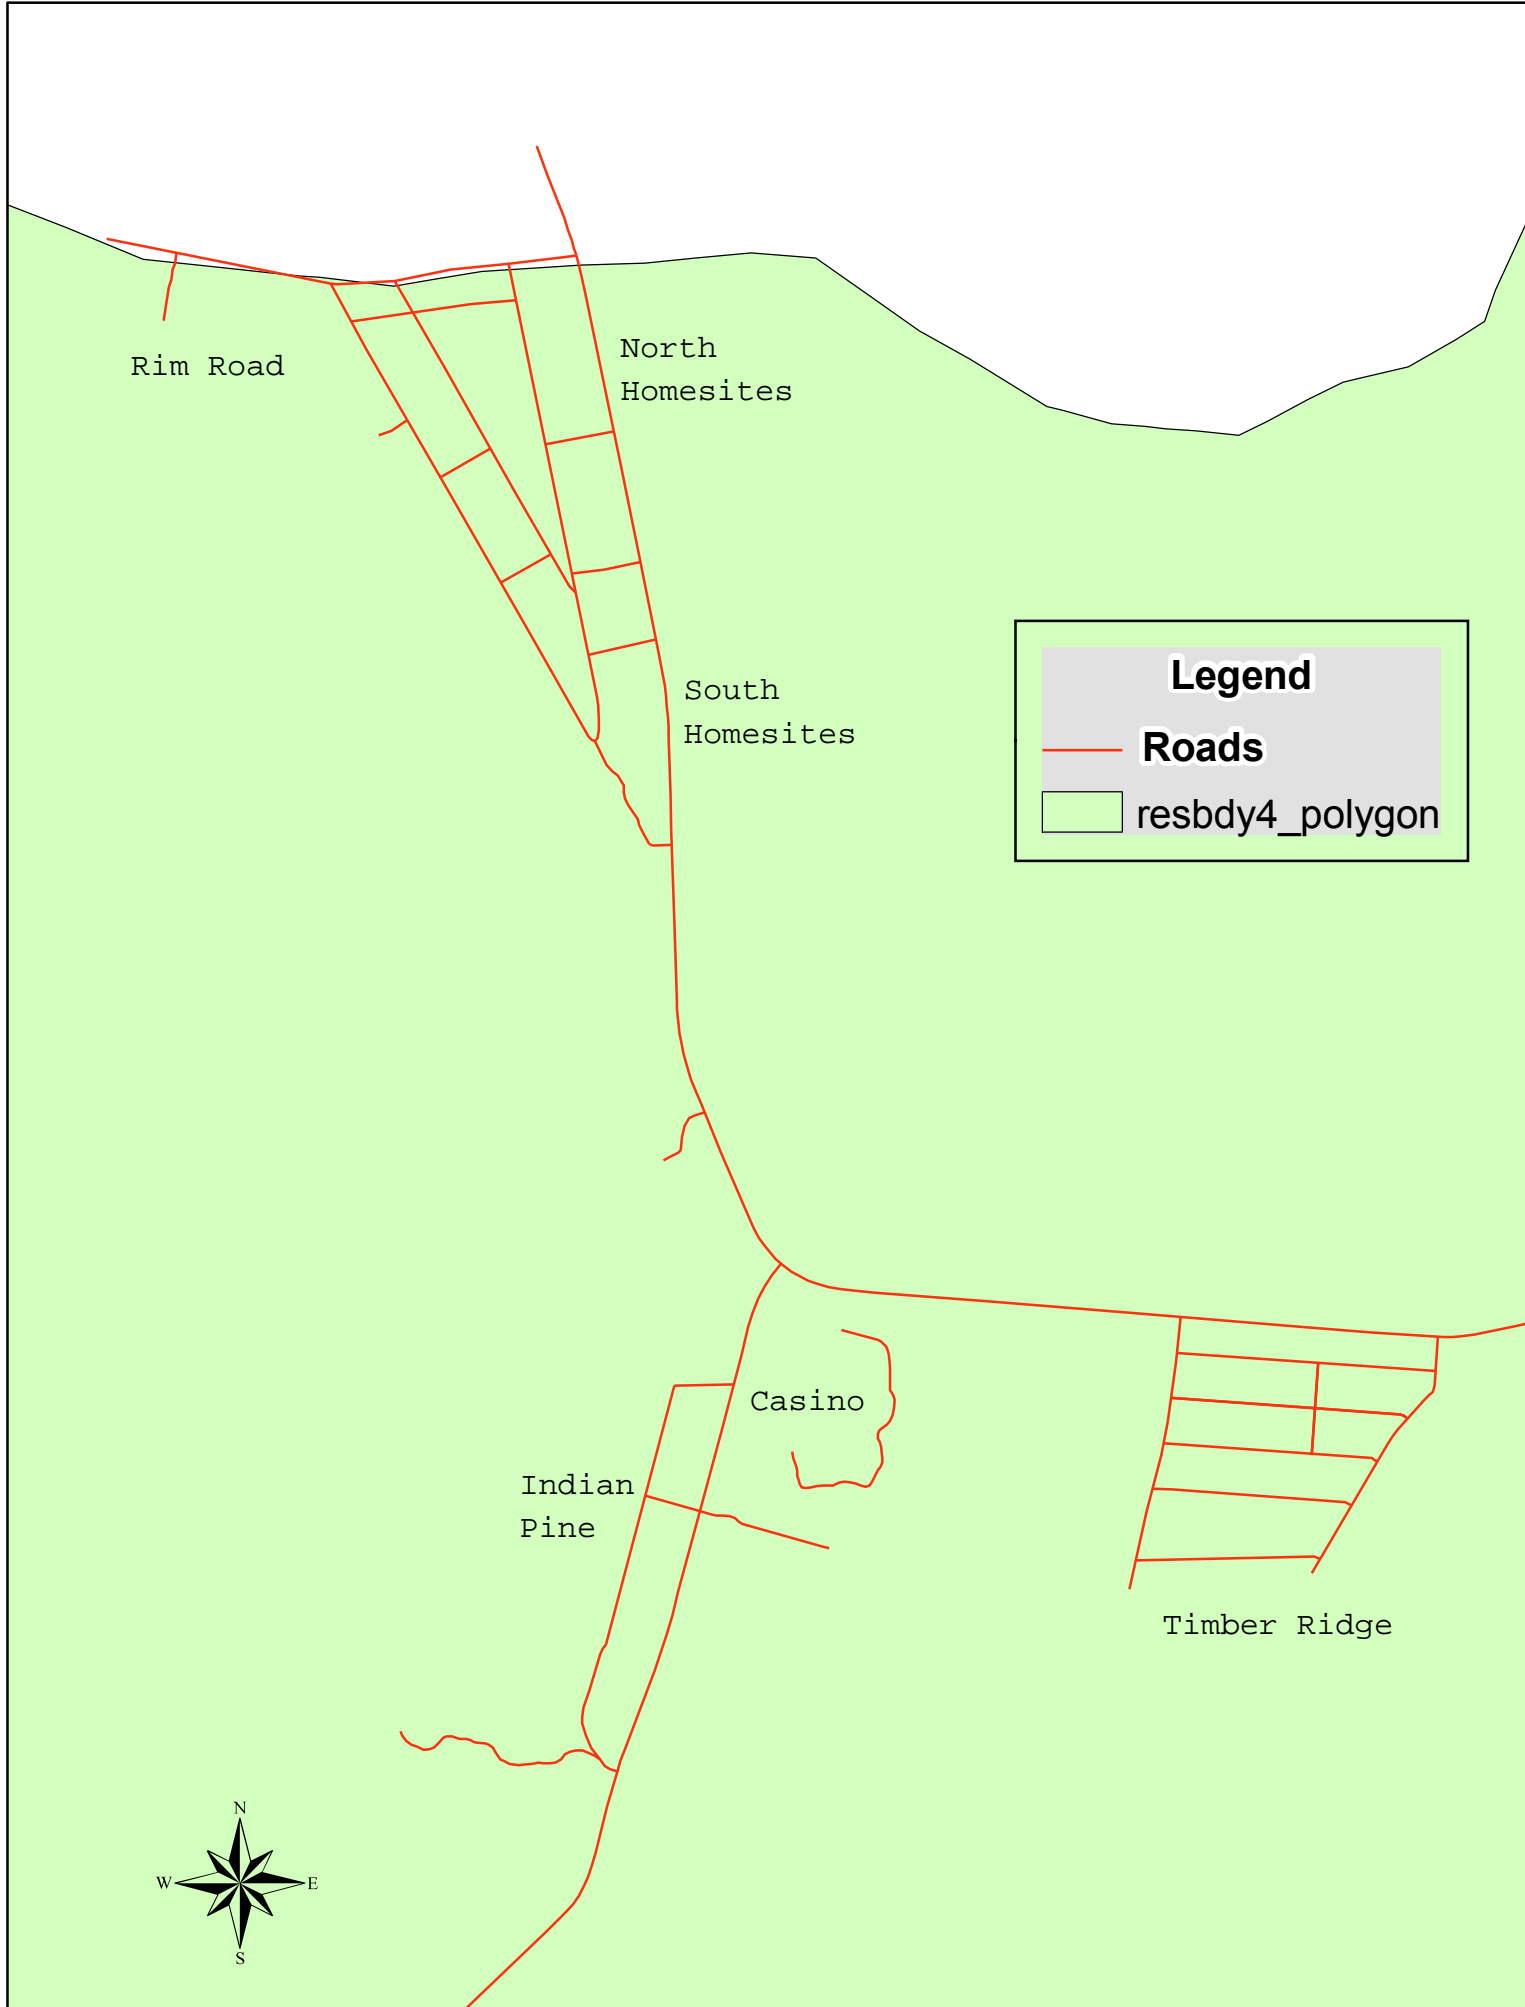 Rim Road
North
Homesites
South
Homesites
Legend
Roads
resbdy4_polygon
Casino
Indian
Pine
Timber Ridge
N
W E
S